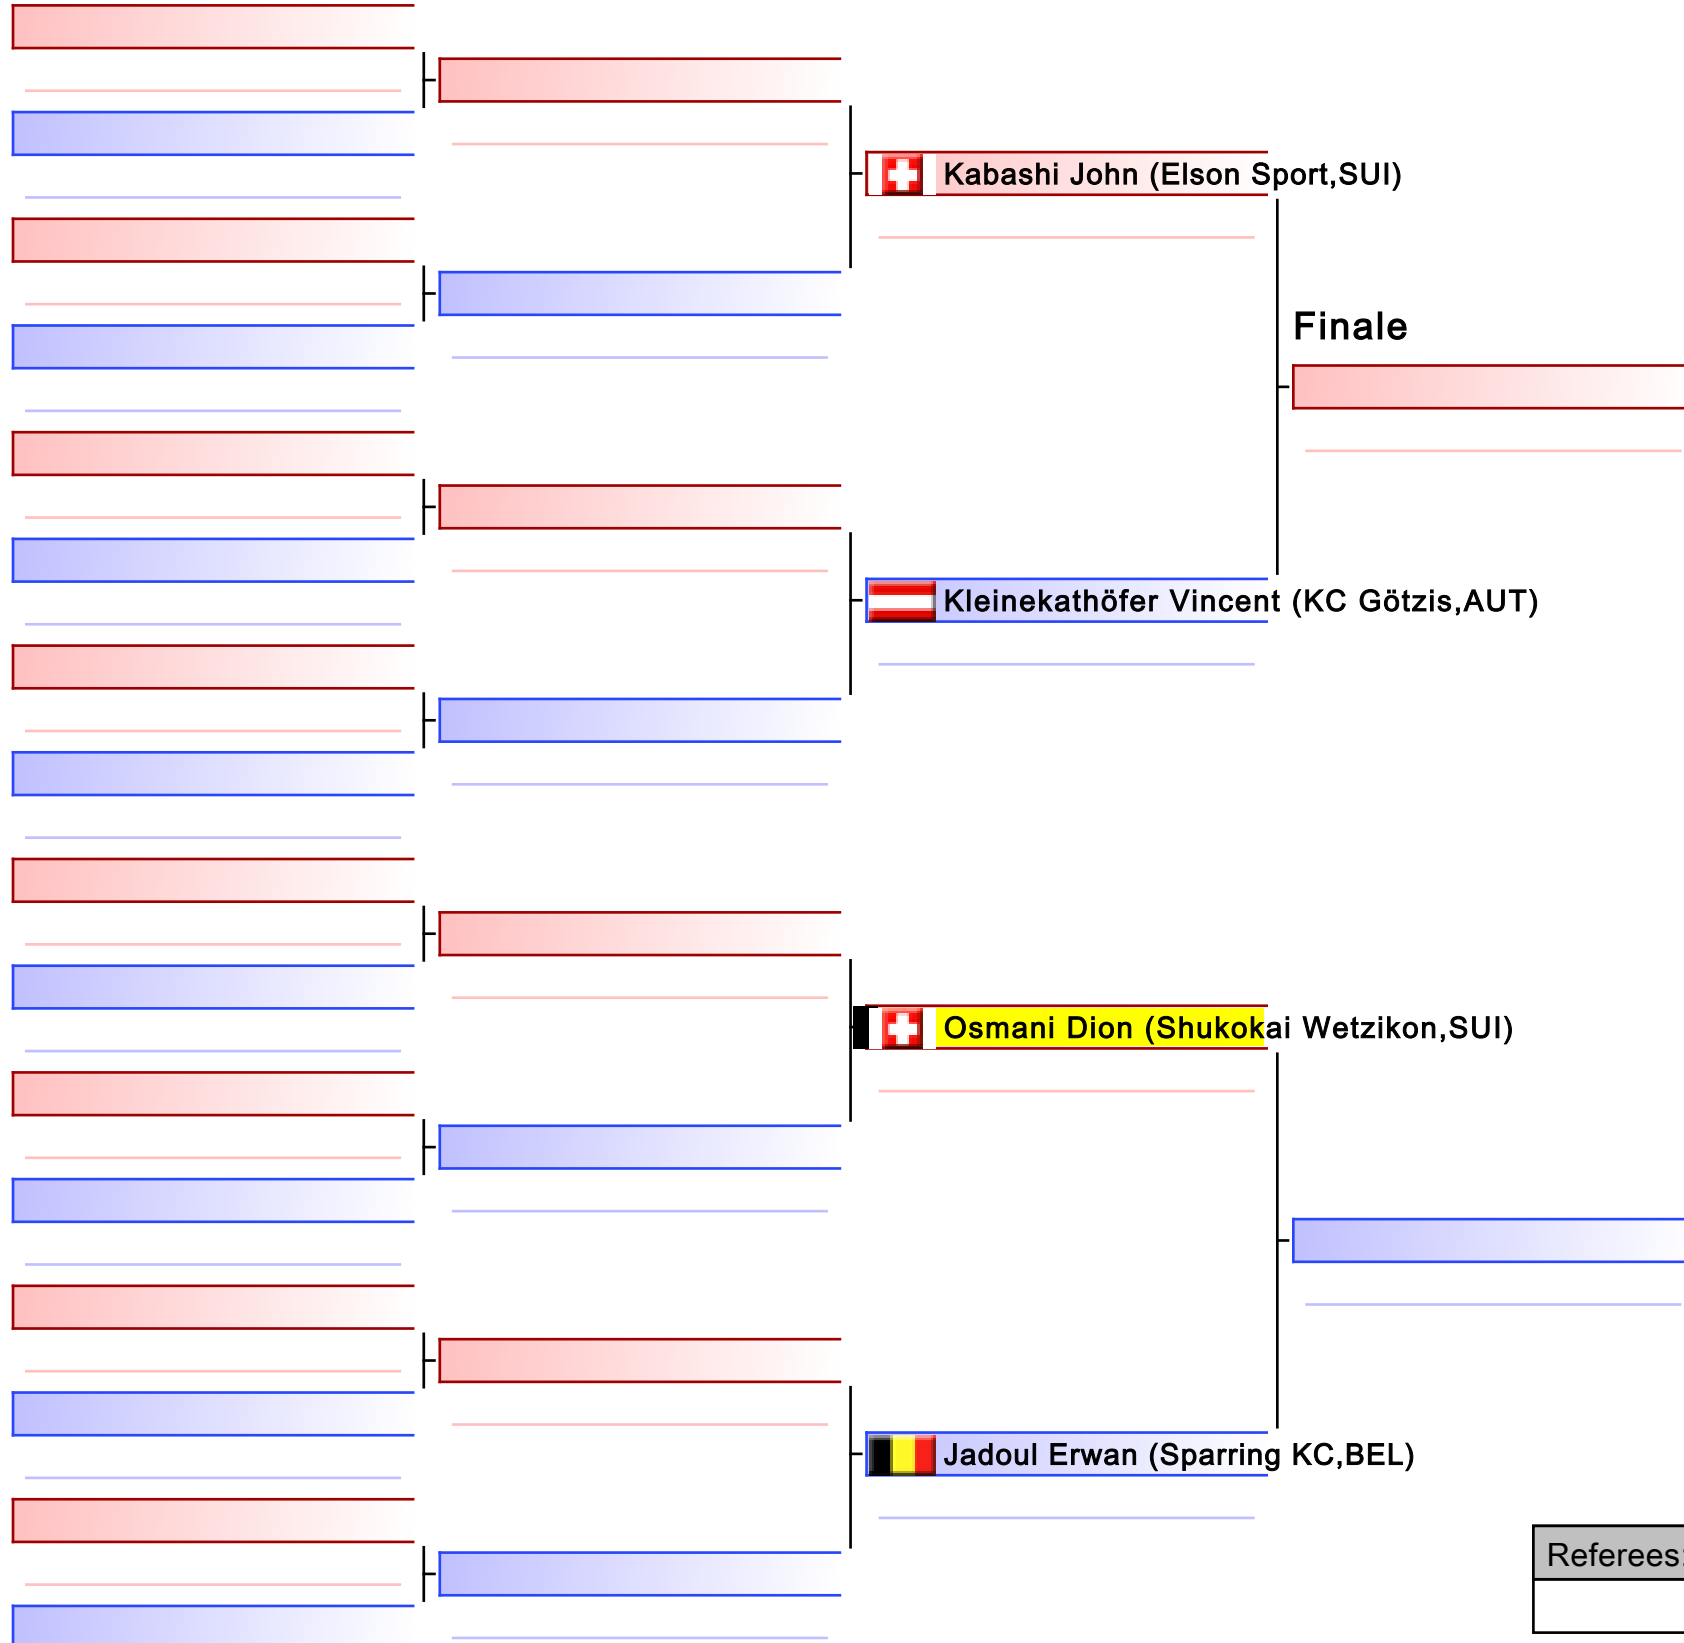 Kabashi John (Elson Sport,SUI)
Finale
Kleinekathöfer Vincent (KC Götzis,AUT)
Osmani Dion (Shukokai Wetzikon,SUI)
Jadoul Erwan (Sparring KC,BEL)
Referees: